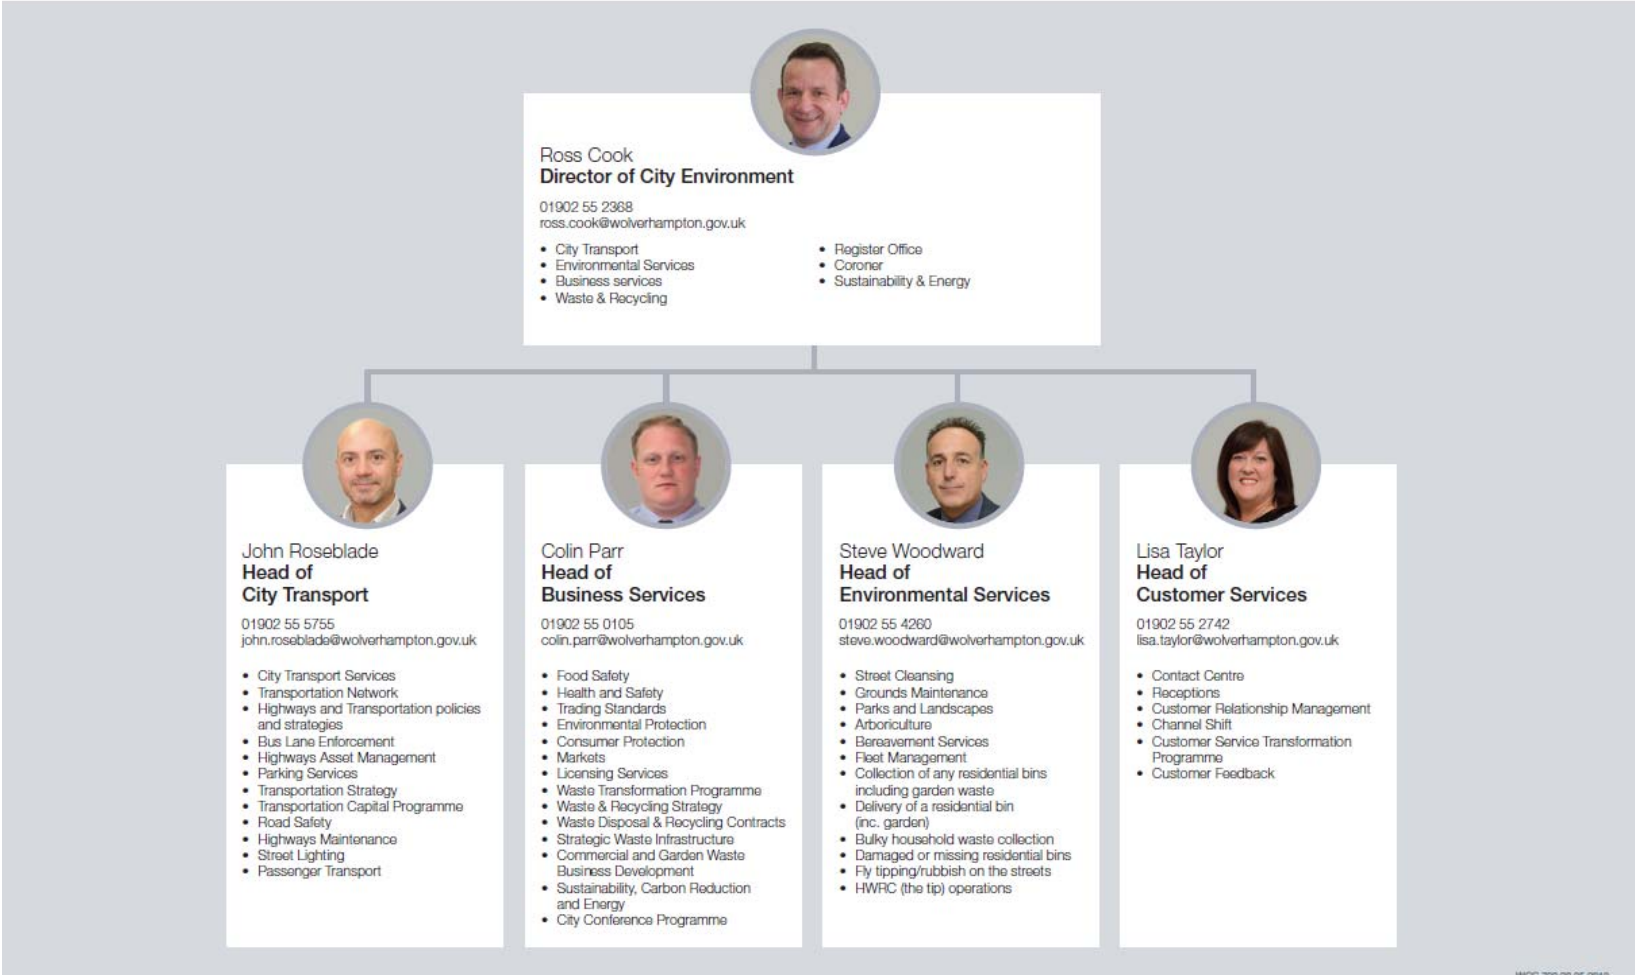 Ross Cook
Director of City Environment
01902 55 2368
ross.cook@wolverhampton.gov.uk
• City Transport
• Environmental Services
• Business services
• Waste & Recycling
• Register Office
• Coroner
• Sustainability & Energy
John Roseblade
Head of
City Transport
01902 55 5755
john.roseblade@wolverhampton.gov.uk
• City Transport Services
• Transportation Network
• Highways and Transportation policies
and strategies
• Bus Lane Enforcement
• Highways Asset Management
• Parking Services
• Transportation Strategy
• Transportation Capital Programme
• Road Safety
• Highways Maintenance
• Street Lighting
• Passenger Transport
Colin Parr
Head of
Business Services
01902 55 0105
colin.parr@wolverhampton.gov.uk
• Food Safety
• Health and Safety
• Trading Standards
• Environmental Protection
• Consumer Protection
• Markets
• Licensing Services
• Waste Transformation Programme
• Waste & Recycling Strategy
• Waste Disposal & Recycling Contracts
• Strategic Waste Infrastructure
• Commercial and Garden Waste
Business Development
• Sustainability, Carbon Reduction
and Energy
• City Conference Programme
Steve Woodward
Head of
Environmental Services
01902 55 4260
steve.woodward@wolverhampton.gov.uk
• Street Cleansing
• Grounds Maintenance
• Parks and Landscapes
• Arboriculture
• Bereavement Services
• Fleet Management
• Collection of any residential bins
including garden waste
• Delivery of a residential bin
(inc. garden)
• Bulky household waste collection
• Damaged or missing residential bins
• Fly tipping/rubbish on the streets
• HWRC (the tip) operations
Lisa Taylor
Head of
Customer Services
01902 55 2742
lisa.taylor@wolverhampton.gov.uk
• Contact Centre
• Receptions
• Customer Relationship Management
• Channel Shift
• Customer Service Transformation
Programme
• Customer Feedback